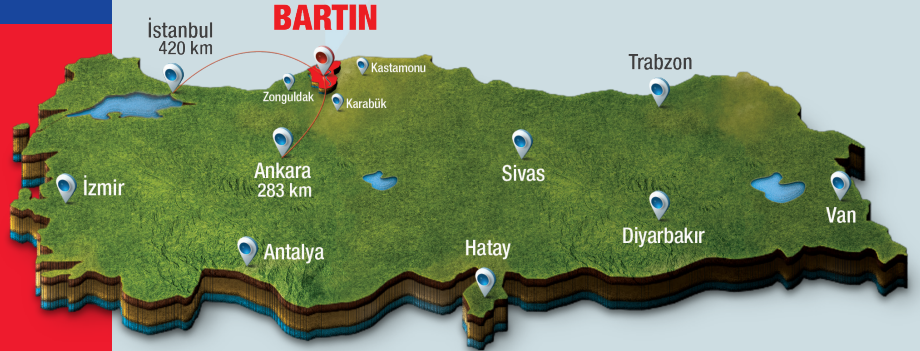 BARTIN
İstanbul
420 km
Kastamonu
Trabzon
Zonguldak
Karabük
Ankara
283 km
Sivas
İzmir
Van
Diyarbakır
Antalya
Hatay